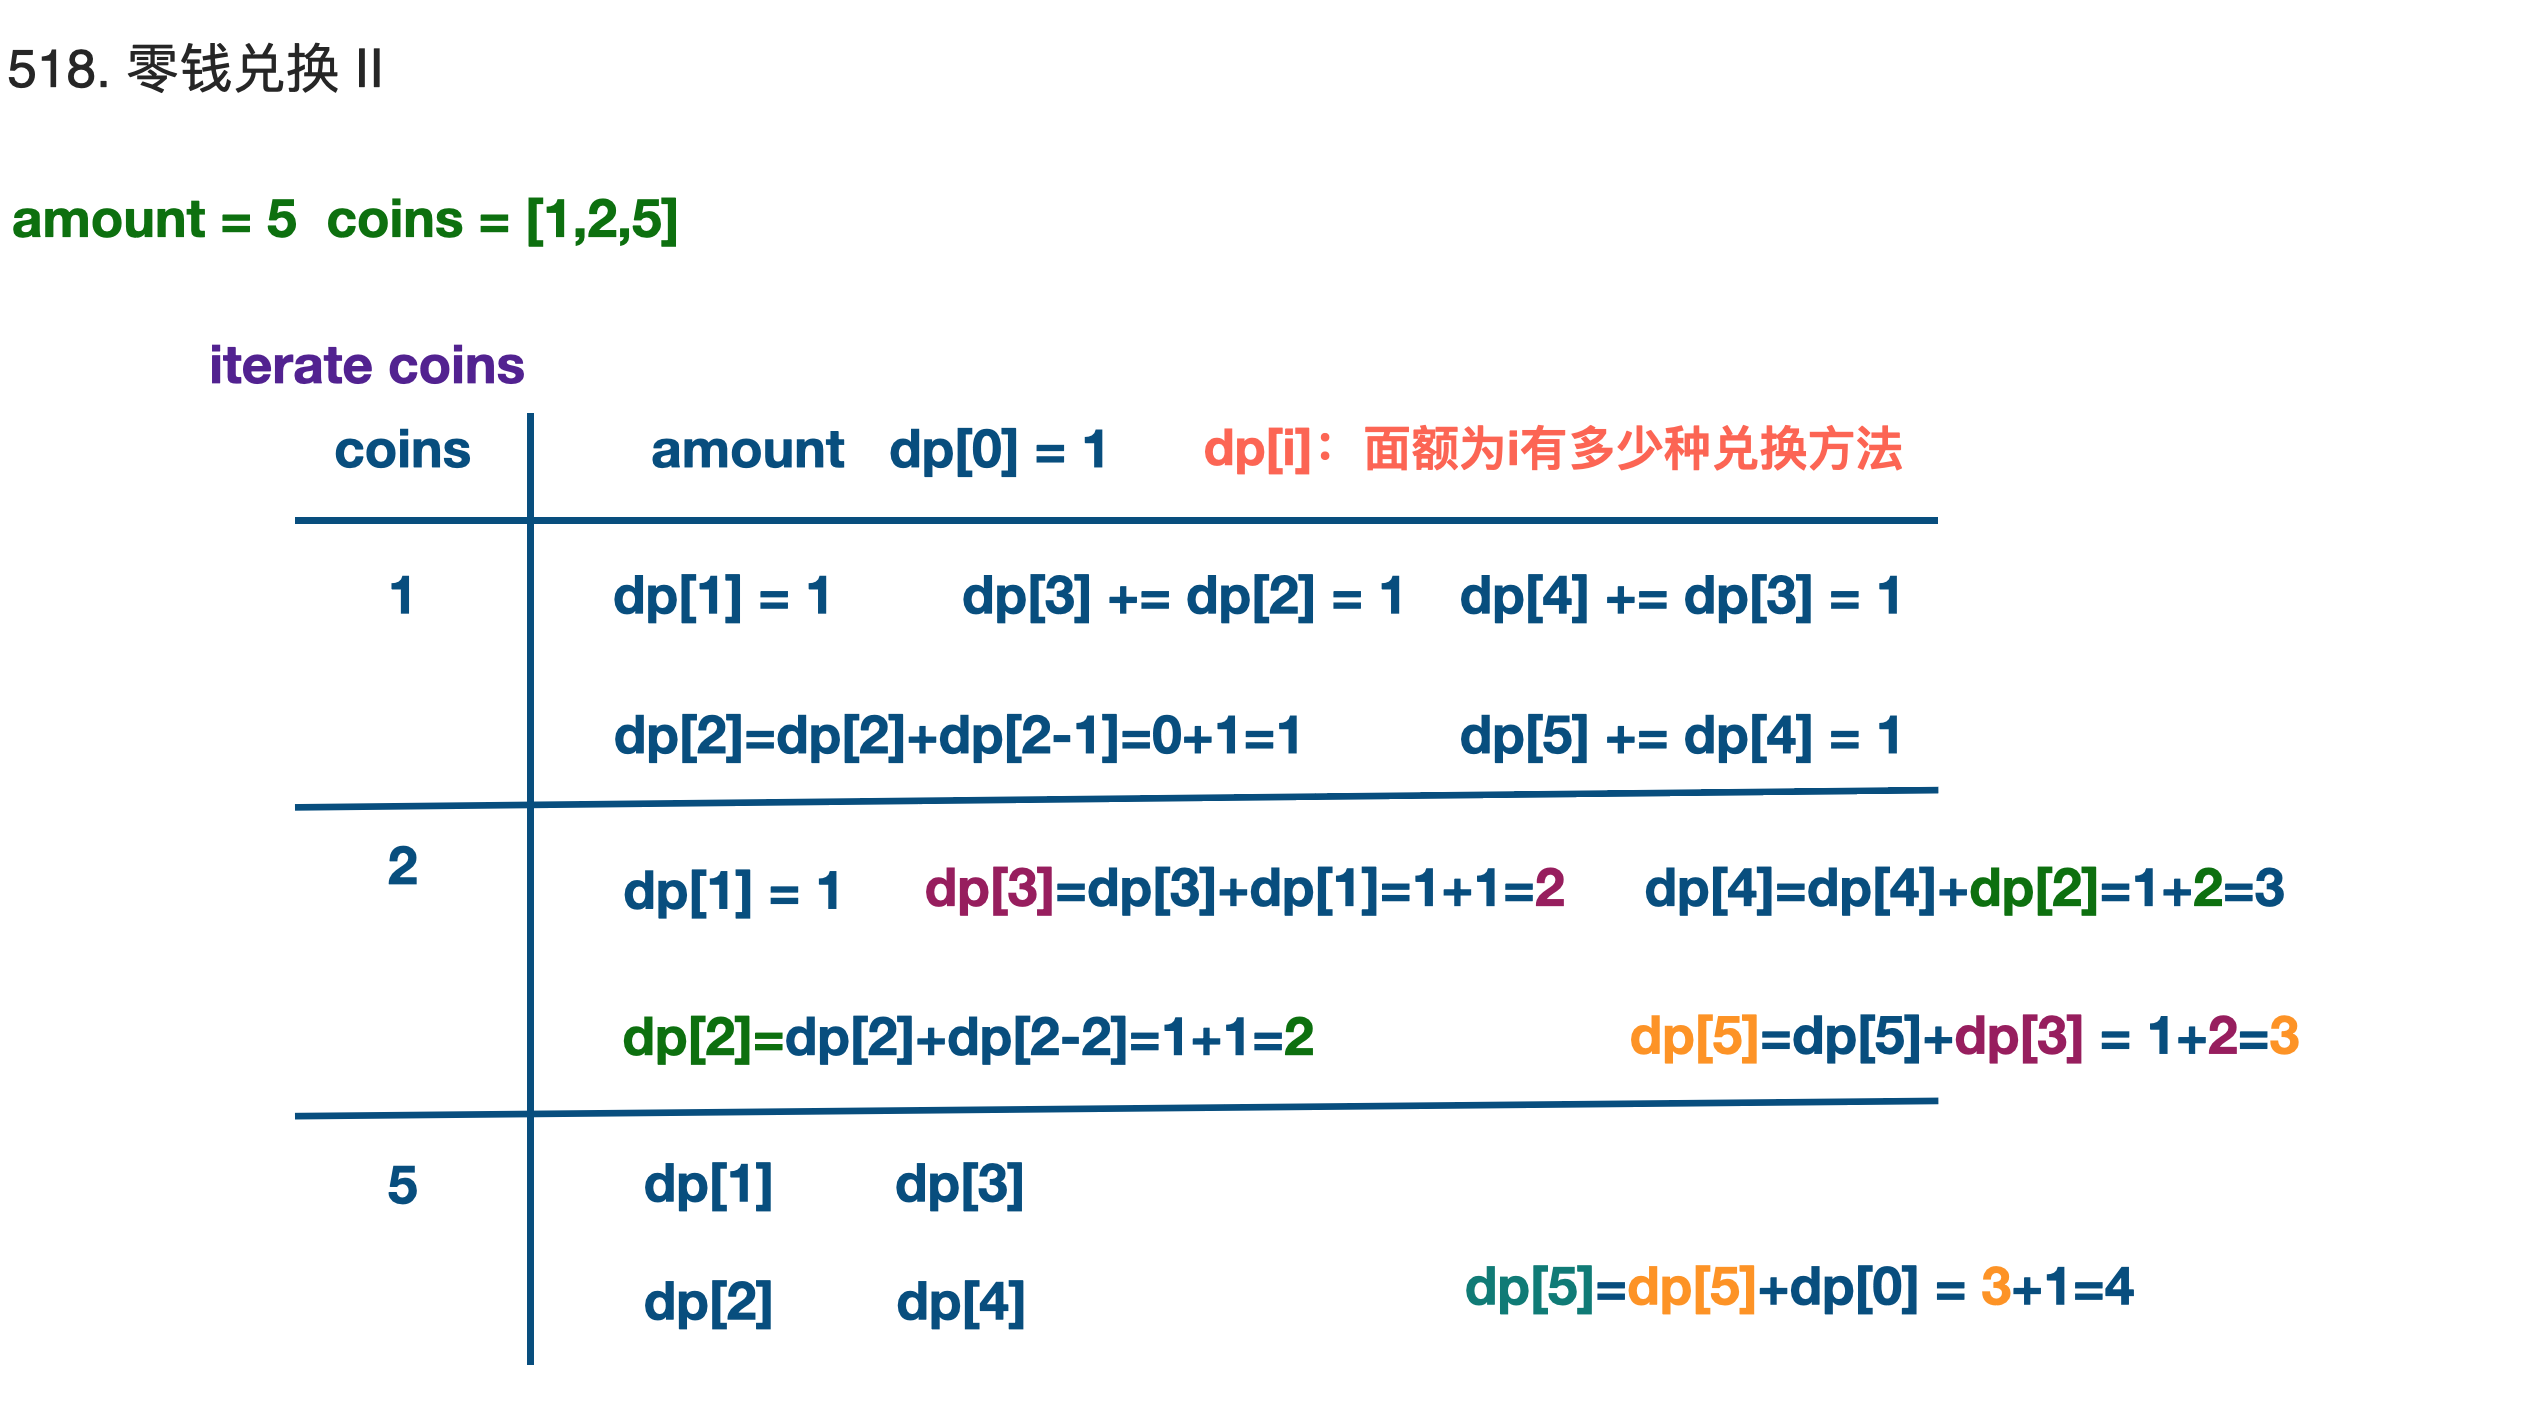 518. 零钱兑换 II
amount = 5  coins = [1,2,5]
iterate coins
coins amount dp[0] = 1 dp[i]：面额为i有多少种兑换方法
1 dp[1] = 1 dp[3] += dp[2] = 1 dp[4] += dp[3] = 1
dp[2]=dp[2]+dp[2-1]=0+1=1 dp[5] += dp[4] = 1
2 dp[1] = 1 dp[3]=dp[3]+dp[1]=1+1=2 dp[4]=dp[4]+dp[2]=1+2=3
dp[2]=dp[2]+dp[2-2]=1+1=2 dp[5]=dp[5]+dp[3] = 1+2=3
5 dp[1] dp[3]
dp[2] dp[4] dp[5]=dp[5]+dp[0] = 3+1=4